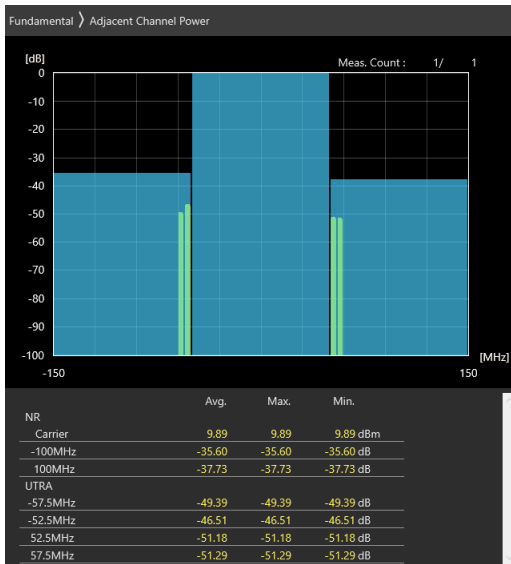 Fundamental 〉 Adjacent Channel Power
[dB]
Meas. Count : 1/ 1
0
-10
-20
-30
-40
-50
-60
-70
-80
-90
-100
[MHz]
-150 150
Avg. Max. Min.
NR
Carrier 9.89 9.89 9.89 dBm
-100MHz -35.60 -35.60 -35.60 dB
100MHz -37.73 -37.73 -37.73 dB
UTRA
-57.5MHz -49.39 -49.39 -49.39 dB
-52.5MHz -46.51 -46.51 -46.51 dB
52.5MHz -51.18 -51.18 -51.18 dB
57.5MHz -51.29 -51.29 -51.29 dB